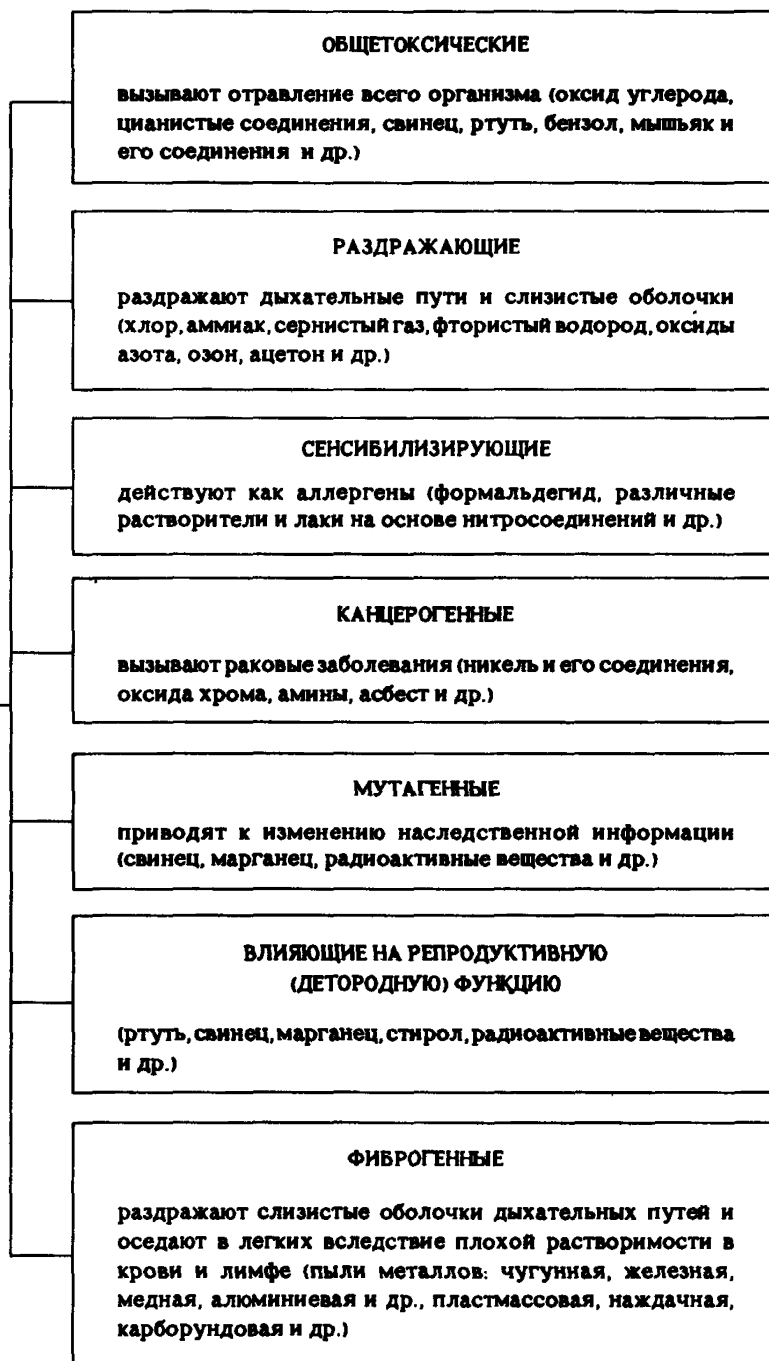 ОБЩЕТОКСИЧЕСКИЕ
вызывают отравление всего организма (оксид углерода,
цианистые соединения, свинец, ртуть, бензол, мышьяк и
его соединения и др.)
РАЗДРАЖАЮЩИЕ
раздражают дыхательные пути и слизистые оболочки
(хлор, аммиак, сернистый газ, фтористый водород, оксиды
азота, озон, ацетон и др.)
СЕНСИБИЛИЗИРУЮЩИЕ
действуют как аллергены (формальдегид, различные
растворители и лаки на основе нитросоединений и др.)
КАНЦЕРОГЕННЫЕ
вызывают раковые заболевания (никель и его соединения,
оксида хрома, амины, асбест и др.)
МУТАГЕННЫЕ
приводят к изменению наследственной информации
(свинец, марганец, радиоактивные вещества и др.)
ВЛИЯЮЩИЕ НА РЕПРОДУКТИВНУЮ
(ДЕТОРОДНУЮ) ФУНКЦИЮ
(ртуть, свинец, марганец, стирол, радиоактивные вещества
и др.)
ФИБРОГЕННЫЕ
раздражают слизистые оболочки дыхательных путей и
оседают в легких вследствие плохой растворимости в
крови и лимфе (пыли металлов: чугунная, железная,
медная, алюминиевая и др., пластмассовая, наждачная,
карборундовая и др.)